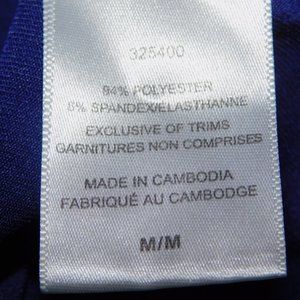 325400
94% POLYESTER
6% SPANDEX/ELASTHANNE
EXCLUSIVE OF TRIMS
GARNITURES NON COMPRISES
MADE IN CAMBODIA
FABRIQUÉ AU CAMBODGE
M/M